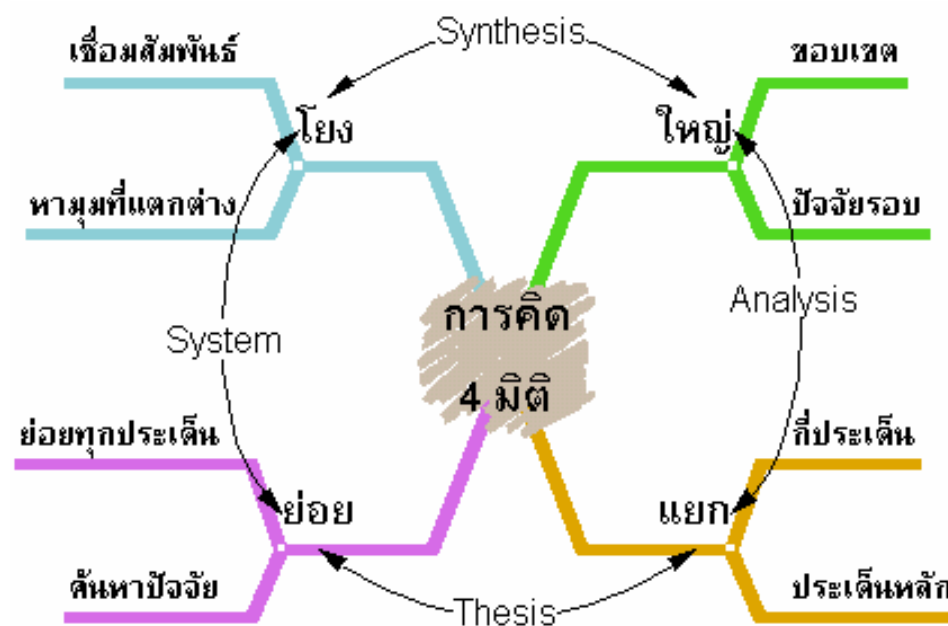 Synthesis
เชื่อมสัมพันธ์
ขอบเขต
โยง
ใหญ่
หามุมที่แตกต่าง
ปัจจัยรอบ
การคิด
4 มิติ
Analysis
System
ย่อยทุกประเด็น
กี่ประเด็น
ย่อย
แยก
ค้นหาปัจจัย
ประเด็นหลัก
Thesis